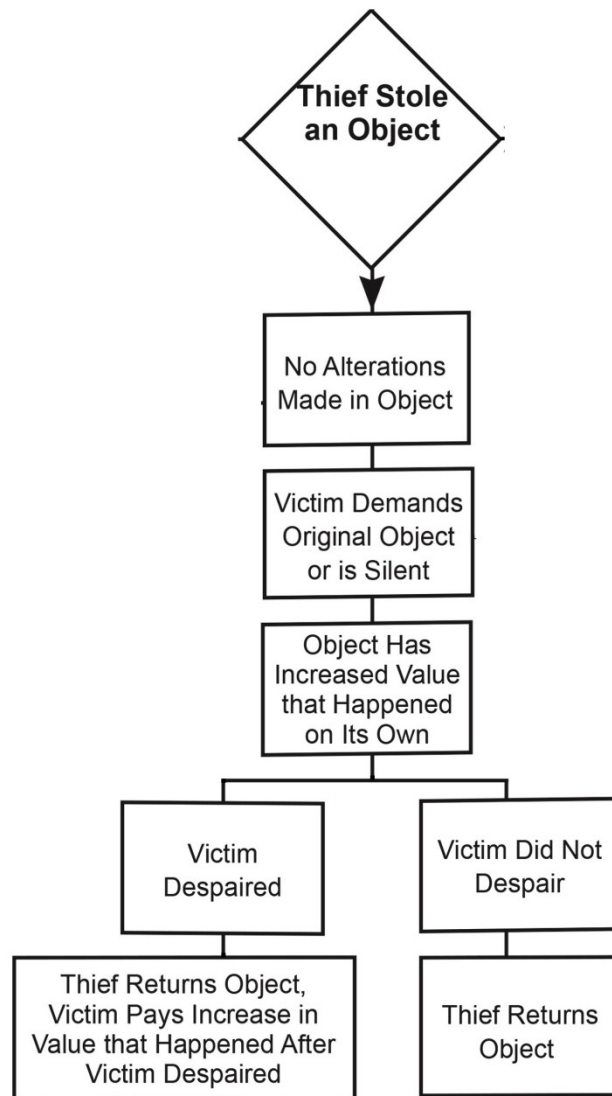 Thief Stole
an Object
No Alterations
Made in Object
Victim Demands
Original Object
or is Silent
Object Has
Increased Value
that Happened
on Its Own
Victim
Despaired
Victim Did Not
Despair
Thief Returns Object,
Victim Pays Increase in
Value that Happened After
Victim Despaired
Thief Returns
Object